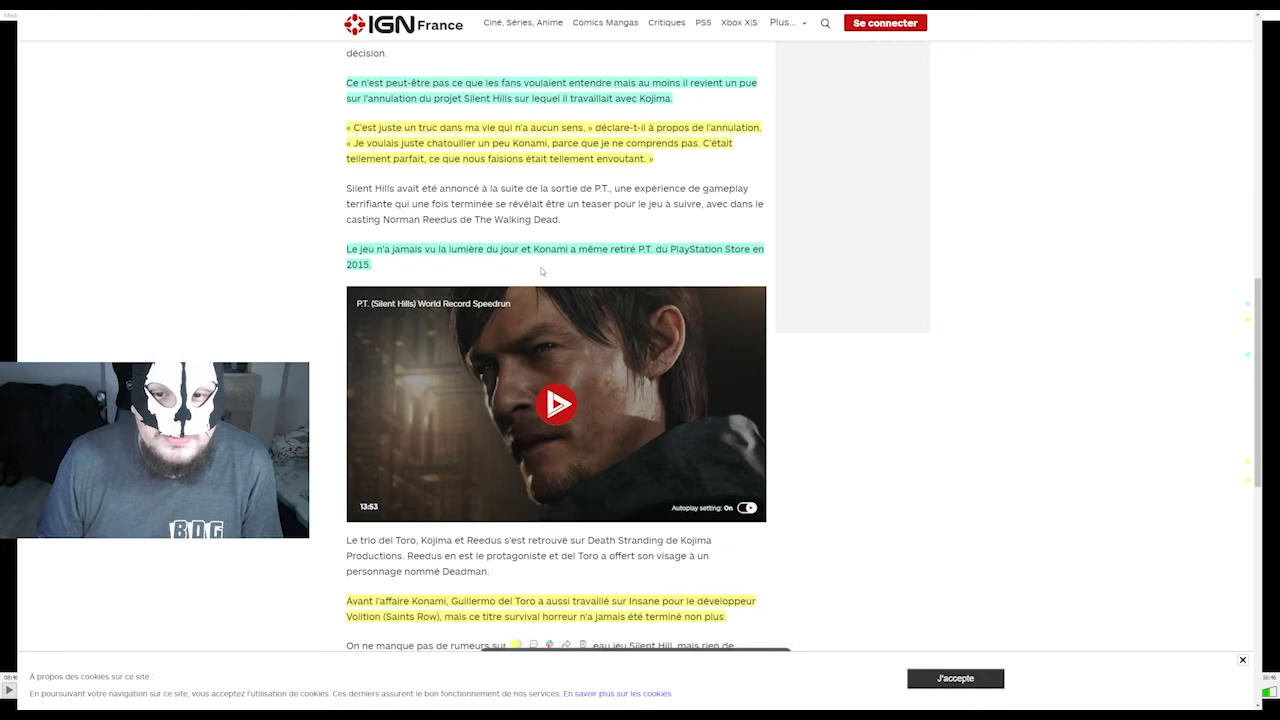 IGN France
Ciné, Séries, Anime Comics Mangas Critiques PS5 Xbox X|S Plus... Se connecter
décision.
Ce n'est peut-être pas ce que les fans voulaient entendre mais au moins il revient un pue
sur l'annulation du projet Silent Hills sur lequel il travaillait avec Kojima.
« C'est juste un truc dans ma vie qui n'a aucun sens, » déclare-t-il à propos de l'annulation.
« Je voulais juste chatouiller un peu Konami, parce que je ne comprends pas. C'était
tellement parfait, ce que nous faisions était tellement envoutant. »
Silent Hills avait été annoncé à la suite de la sortie de P.T., une expérience de gameplay
terrifiante qui une fois terminée se révélait être un teaser pour le jeu à suivre, avec dans le
casting Norman Reedus de The Walking Dead.
Le jeu n'a jamais vu la lumière du jour et Konami a même retiré P.T. du PlayStation Store en
2015.
P.T. (Silent Hills) World Record Speedrun
13:53
Autoplay setting: On
BDG
Le trio del Toro, Kojima et Reedus s'est retrouvé sur Death Stranding de Kojima
Productions. Reedus en est le protagoniste et del Toro a offert son visage à un
personnage nommé Deadman.
Avant l'affaire Konami, Guillermo del Toro a aussi travaillé sur Insane pour le développeur
Volition (Saints Row), mais ce titre survival horreur n'a jamais été terminé non plus.
On ne manque pas de rumeurs sur eau jeu Silent Hill, mais rien de
À propos des cookies sur ce site :
En poursuivant votre navigation sur ce site, vous acceptez l'utilisation de cookies. Ces derniers assurent le bon fonctionnement de nos services. En savoir plus sur les cookies
J'accepte
16:46